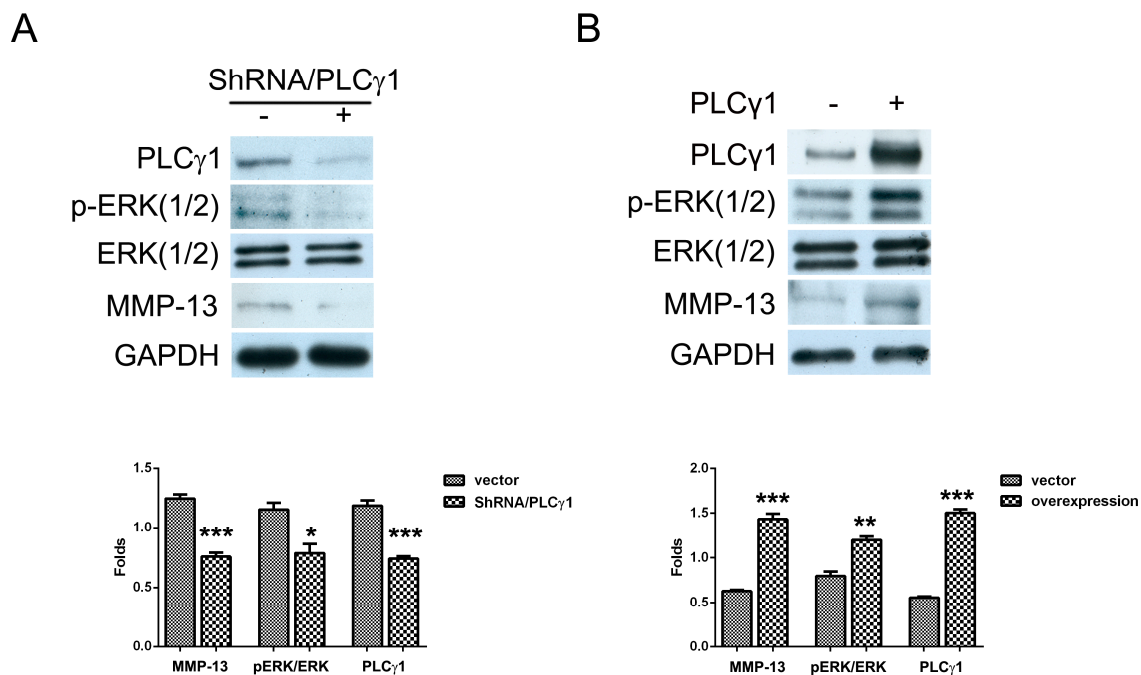 A
ShRNA/PLCγ1
- +
PLCγ1
p-ERK(1/2)
ERK(1/2)
MMP-13
GAPDH
1.5
1.0
0.5
0.0
Folds
*** * ***
MMP-13 pERK/ERK PLCγ1
vector
ShRNA/PLCγ1
B
PLCγ1 - +
PLCγ1
p-ERK(1/2)
ERK(1/2)
MMP-13
GAPDH
2.0
1.5
1.0
0.5
0.0
Folds
*** ** ***
MMP-13 pERK/ERK PLCγ1
vector
overexpression